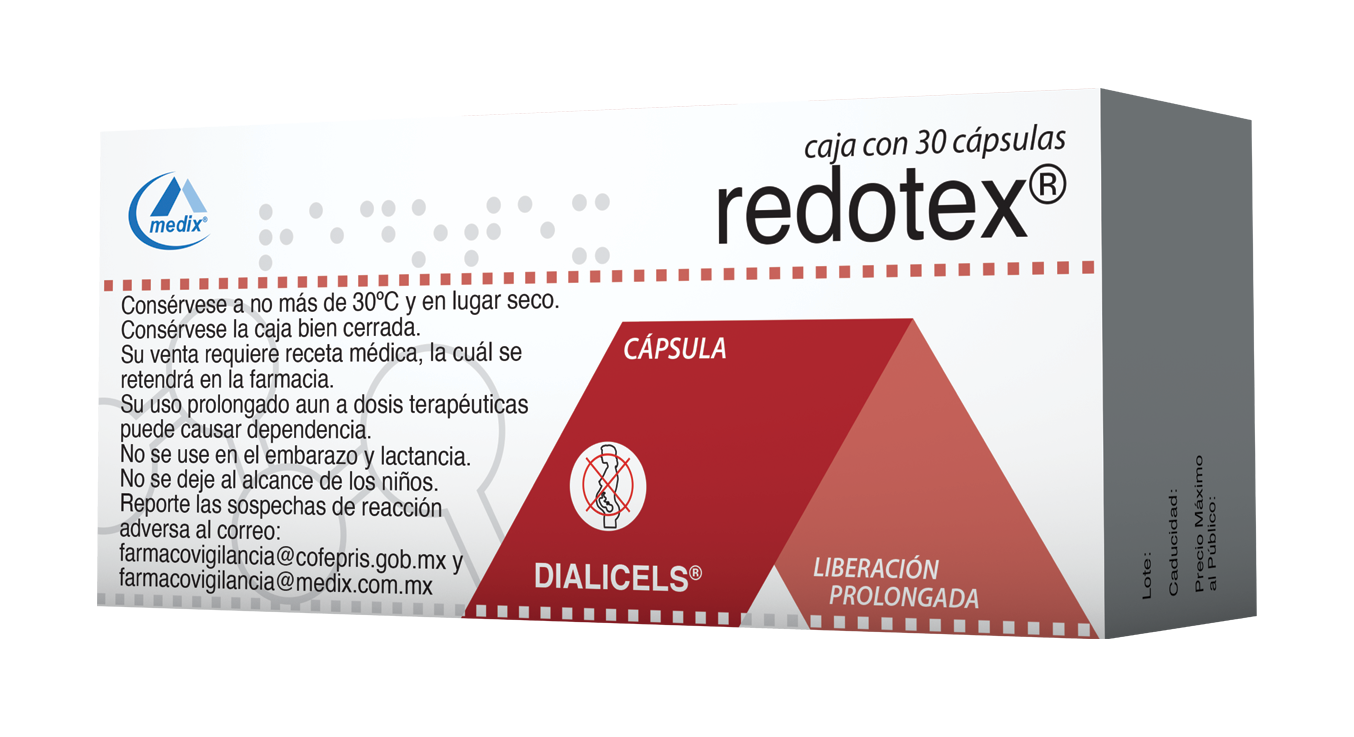 caja con 30 cápsulas
medix®
redotex®
Consérvese a no más de 30ºC y en lugar seco.
Consérvese la caja bien cerrada.
Su venta requiere receta médica, la cuál se
retendrá en la farmacia.
Su uso prolongado aun a dosis terapéuticas
puede causar dependencia.
No se use en el embarazo y lactancia.
No se deje al alcance de los niños.
Reporte las sospechas de reacción
adversa al correo:
farmacovigilancia@cofepris.gob.mx y
farmacovigilancia@medix.com.mx
CÁPSULA
DIALICELS®
LIBERACIÓN
PROLONGADA
Lote:
Caducidad:
Precio Máximo
al Público: